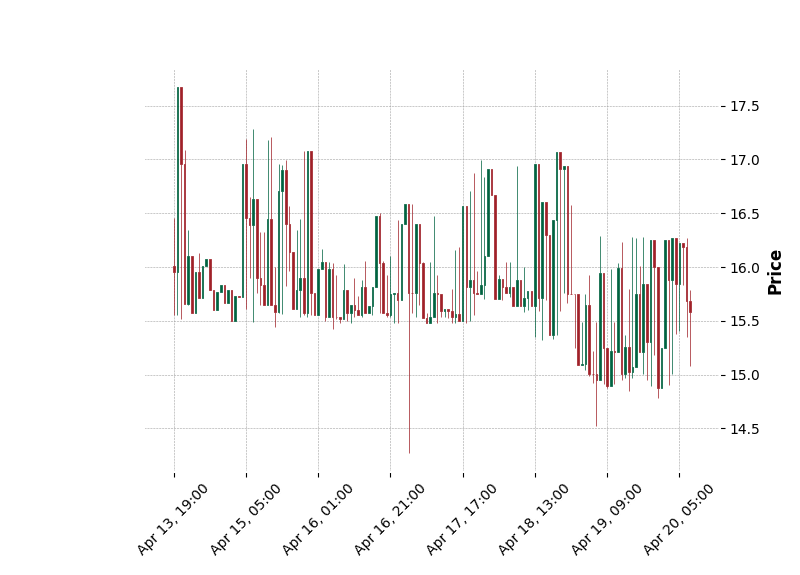 17.5
17.0
16.5
16.0
15.5
15.0
14.5
Price
Apr 13, 19:00
Apr 15, 05:00
Apr 16, 01:00
Apr 16, 21:00
Apr 17, 17:00
Apr 18, 13:00
Apr 19, 09:00
Apr 20, 05:00